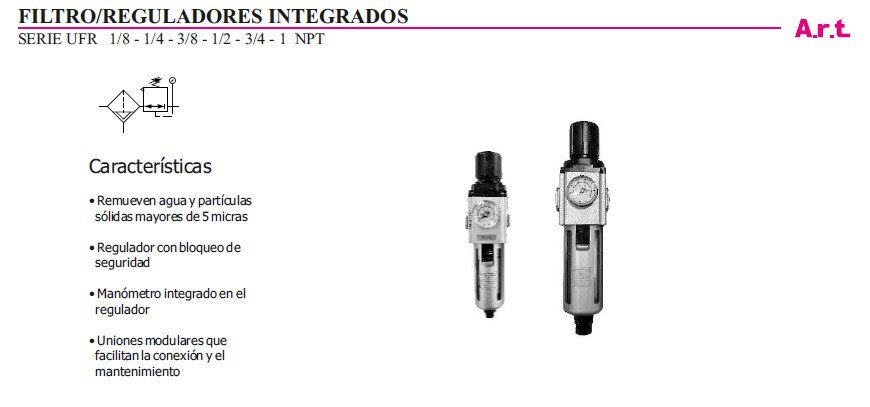 FILTRO/REGULADORES INTEGRADOS
SERIE UFR 1/8 - 1/4 - 3/8 - 1/2 - 3/4 - 1 NPT
A.r.t.
Características
• Remueven agua y partículas
sólidas mayores de 5 micras
• Regulador con bloqueo de
seguridad
• Manómetro integrado en el
regulador
• Uniones modulares que
facilitan la conexión y el
mantenimiento